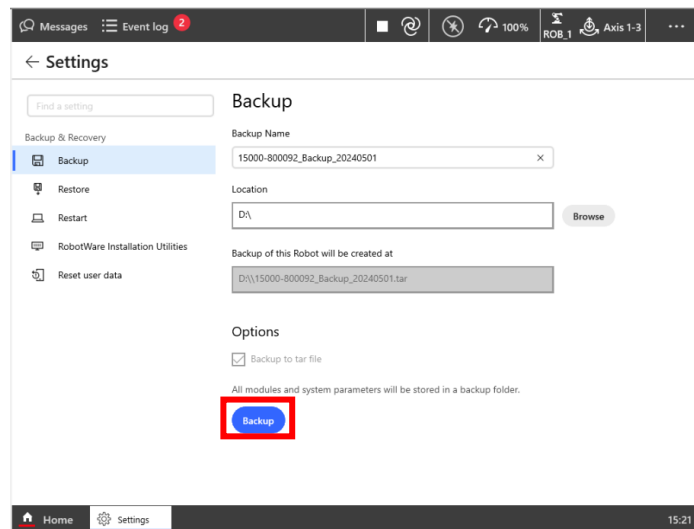 Messages Event log 2 100% ROB_1 Axis 1-3 ...
← Settings
Find a setting
Backup & Recovery
Backup
Restore
Restart
RobotWare Installation Utilities
Reset user data
Backup
Backup Name
15000-800092_Backup_20240501
Location
D:\
Browse
Backup of this Robot will be created at
D:\\15000-800092_Backup_20240501.tar
Options
Backup to tar file
All modules and system parameters will be stored in a backup folder.
Backup
Home Settings 15:21